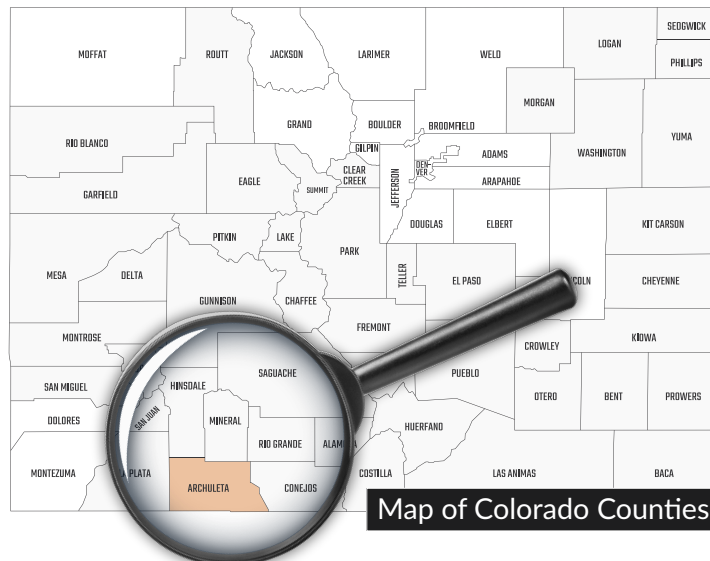 SEDGWICK
MOFFAT
ROUTT
JACKSON
LARIMER
WELD
LOGAN
PHILLIPS
MORGAN
GRAND
BOULDER
BROOMFIELD
YUMA
RIO BLANCO
GILPIN
ADAMS
WASHINGTON
CLEAR
CREEK
DEN-
VER
EAGLE
SUMMIT
JEFFERSON
ARAPAHOE
GARFIELD
DOUGLAS
ELBERT
KIT CARSON
PITKIN
LAKE
PARK
MESA
DELTA
TELLER
EL PASO
COLN
CHEYENNE
GUNNISON
CHAFFEE
FREMONT
MONTROSE
CROWLEY
KIOWA
SAGUACHE
PUEBLO
SAN MIGUEL
HINSDALE
OTERO
BENT
PROWERS
DOLORES
SAN JUAN
MINERAL
HUERFANO
RIO GRANDE
ALAM
MONTEZUMA
PLATA
COSTILLA
LAS ANIMAS
BACA
ARCHULETA
CONEJOS
Map of Colorado Counties